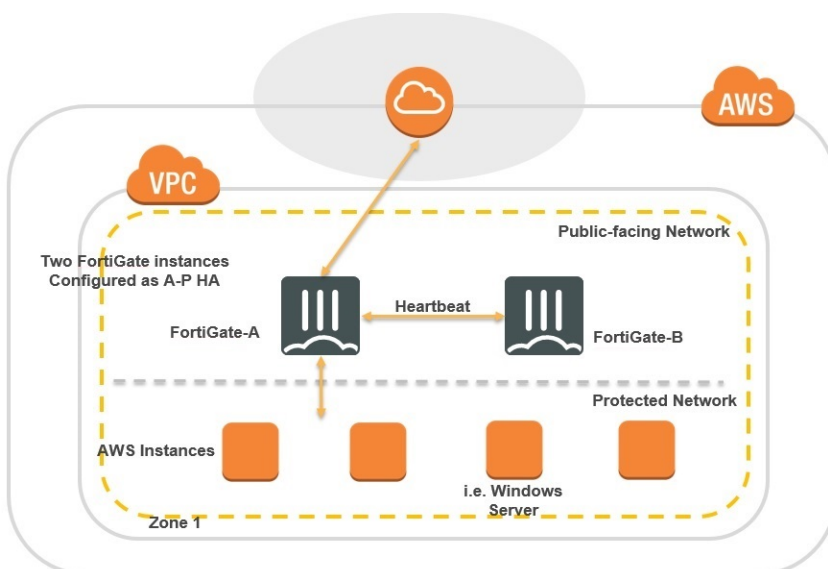 AWS
VPC
Public-facing Network
Two FortiGate instances
Configured as A-P HA
Heartbeat
FortiGate-A
FortiGate-B
Protected Network
AWS Instances
i.e. Windows
Server
Zone 1